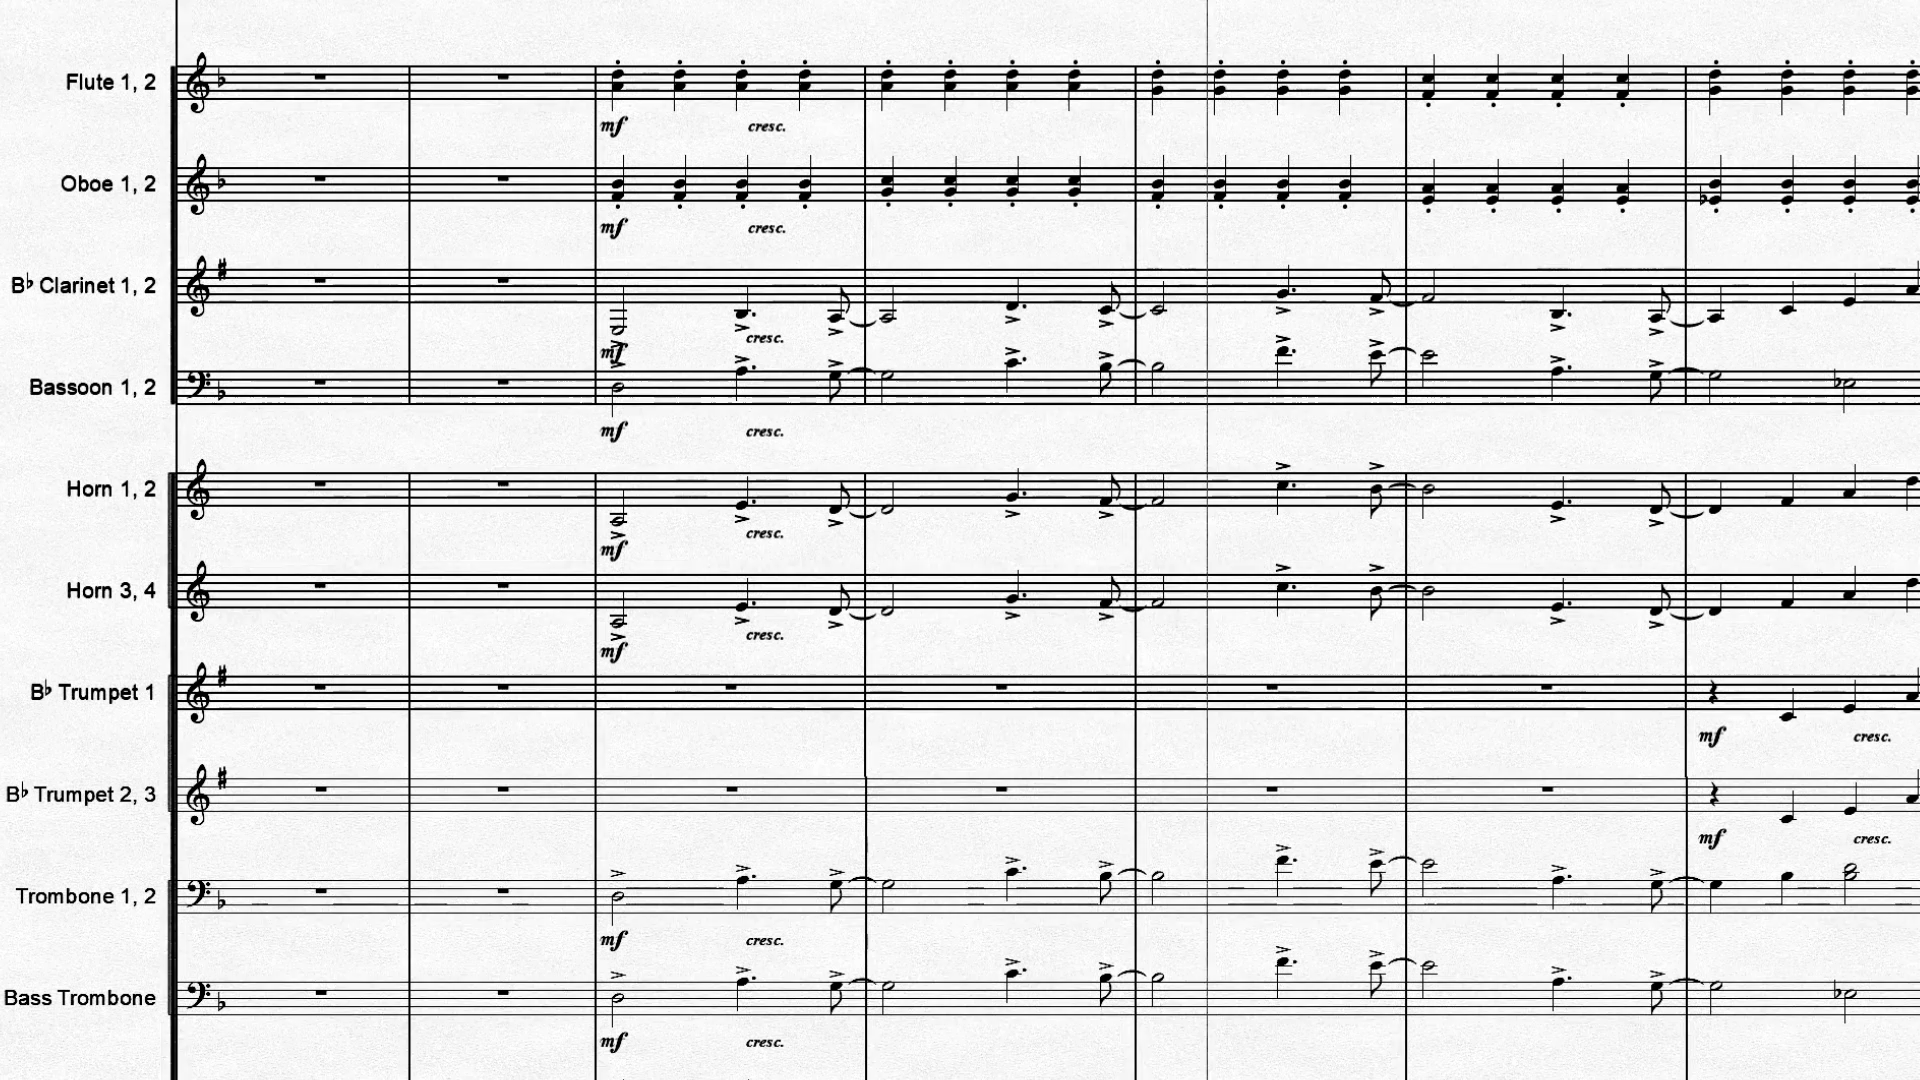 Flute 1, 2
mf cresc.
Oboe 1, 2
mf cresc.
B♭ Clarinet 1, 2
mf cresc.
Bassoon 1, 2
mf cresc.
Horn 1, 2
mf cresc.
Horn 3, 4
mf cresc.
B♭ Trumpet 1
mf cresc.
B♭ Trumpet 2, 3
mf cresc.
Trombone 1, 2
mf cresc.
Bass Trombone
mf cresc.